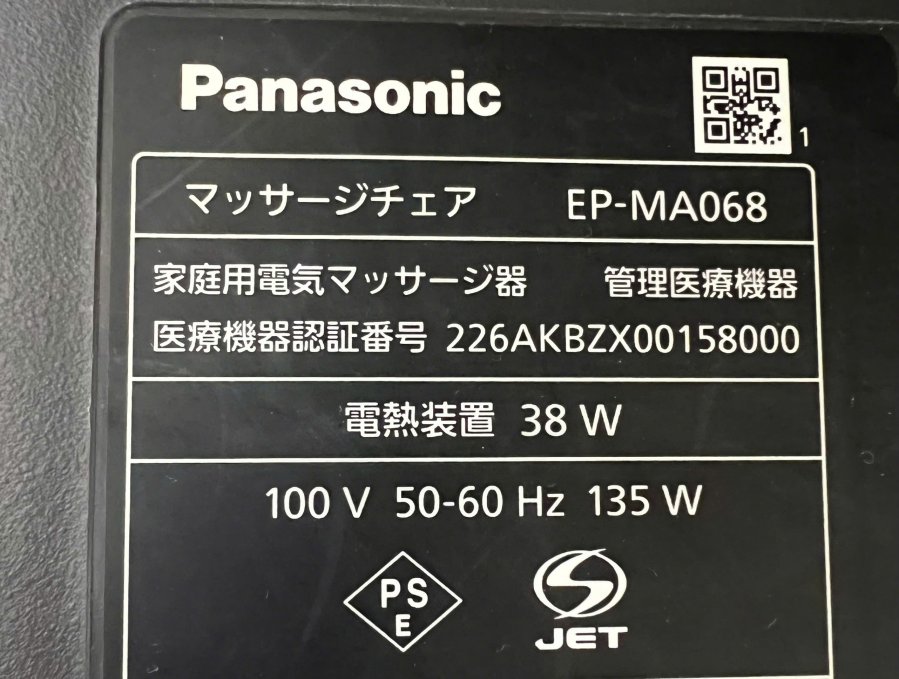 Panasonic
1
マッサージチェア EP-MA068
家庭用電気マッサージ器 管理医療機器
医療機器認証番号 226AKBZX00158000
電熱装置 38 W
100 V 50-60 Hz 135 W
PS
E
JET